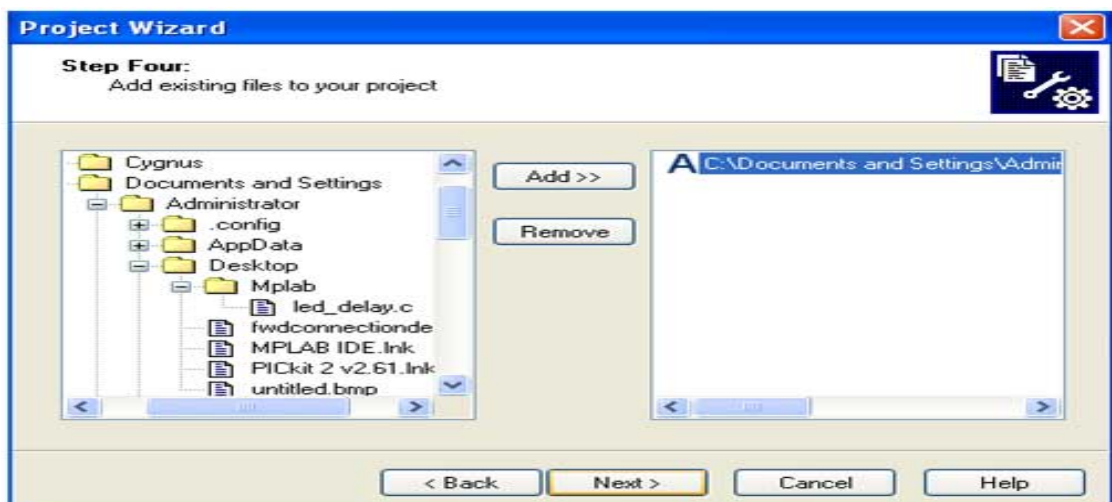 Project Wizard
Step Four:
Add existing files to your project
Cygnus
Documents and Settings
Administrator
.config
AppData
Desktop
Mplab
led_delay.c
fwdconnectionde
MPLAB IDE.lnk
PICkit 2 v2.61.lnk
untitled.bmp
Add >>
Remove
A C:\Documents and Settings\Admin
< Back
Next >
Cancel
Help